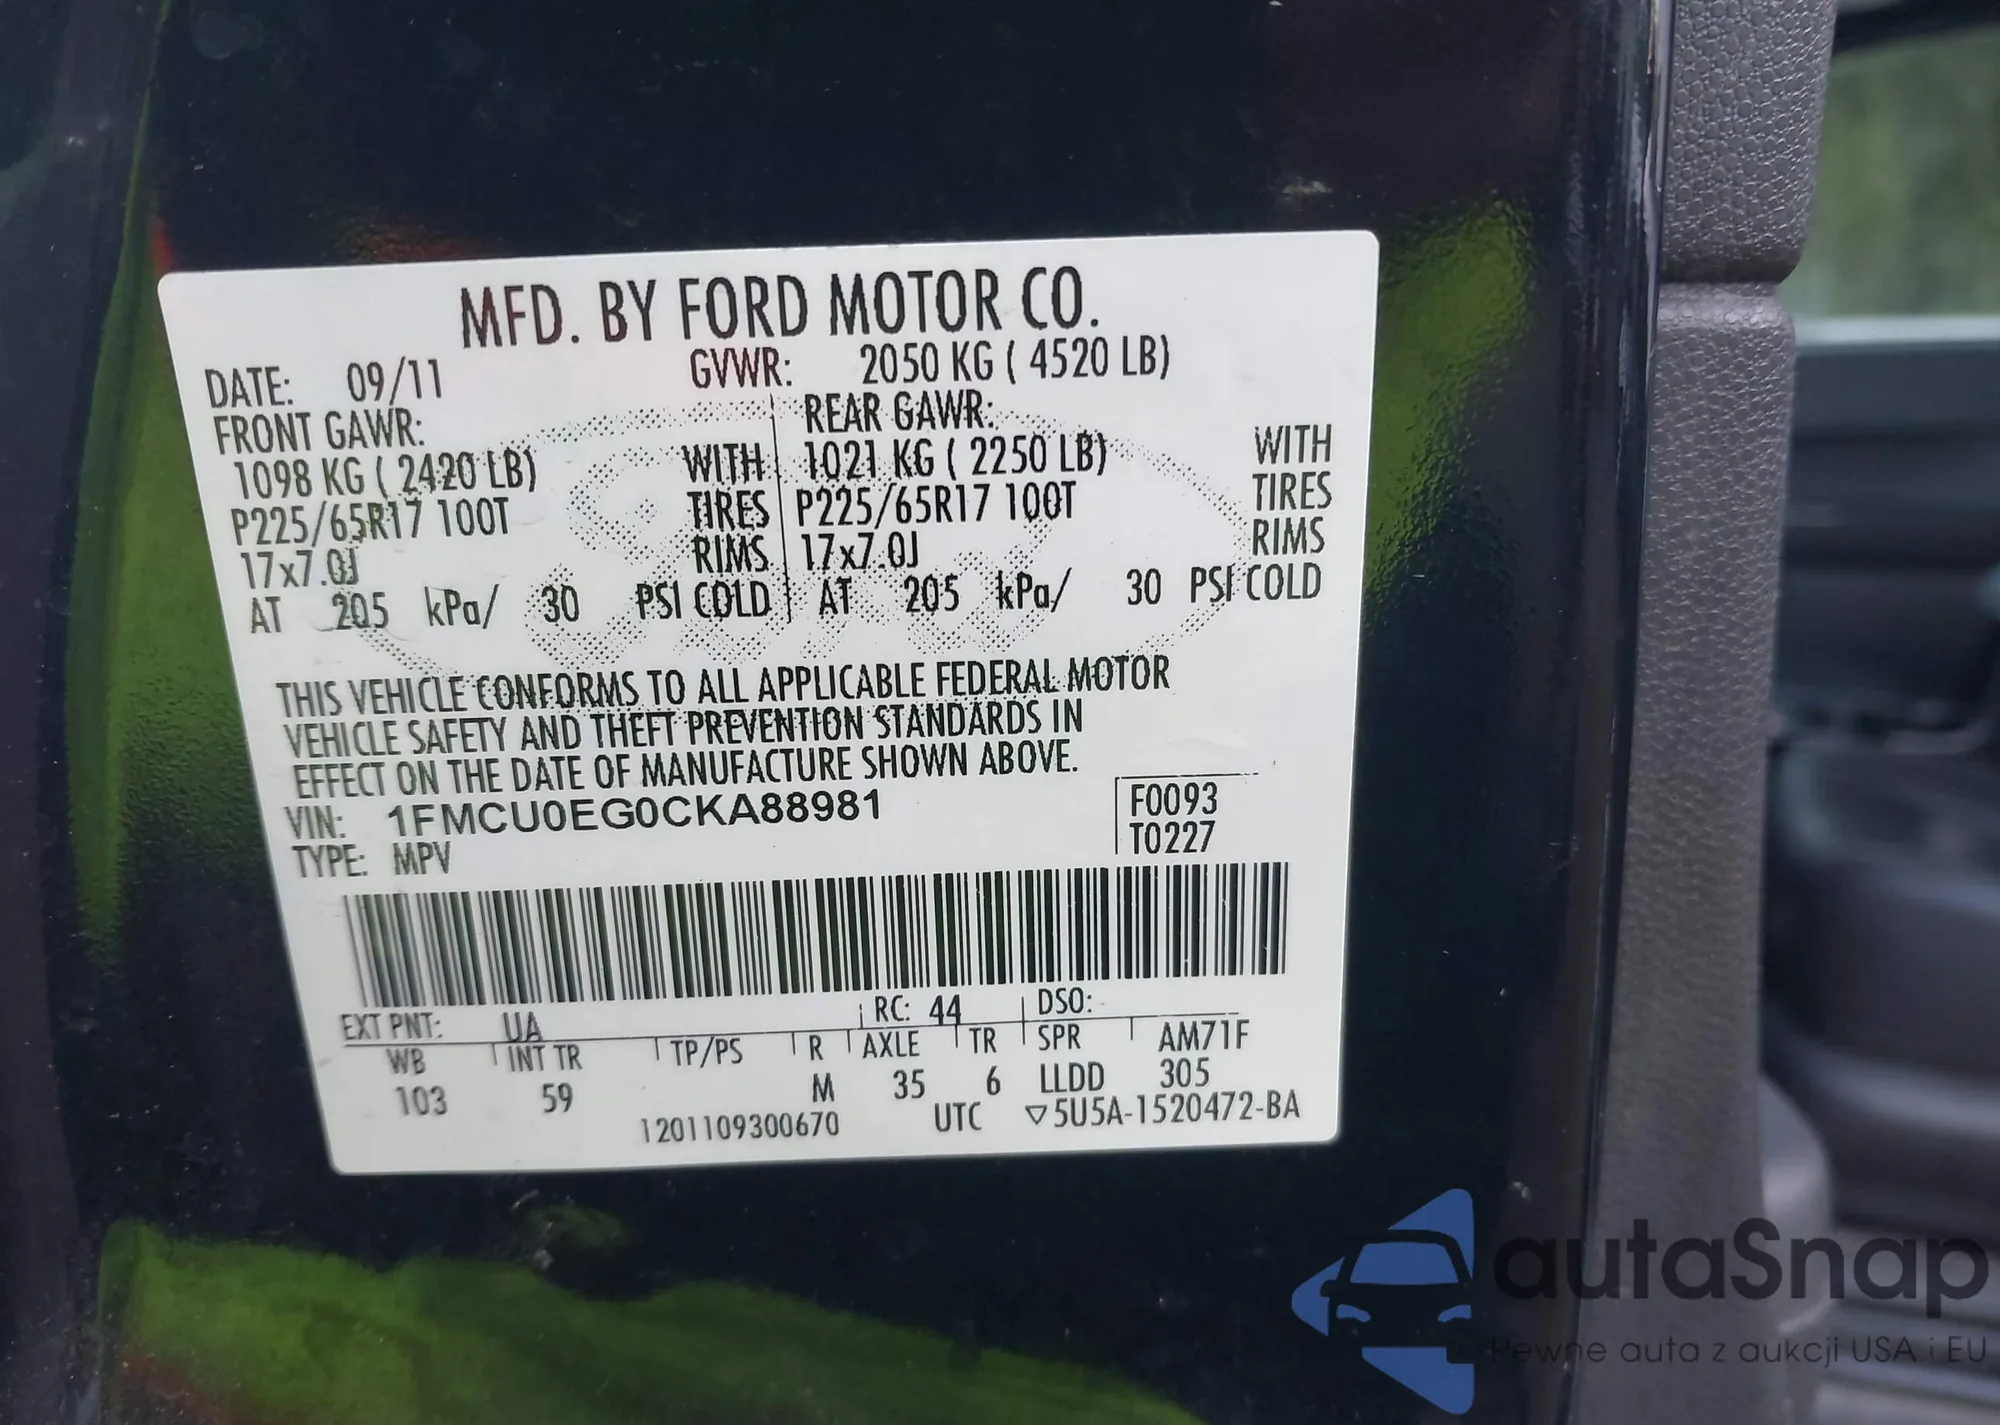 MFD. BY FORD MOTOR CO.
DATE: 09/11 GVWR: 2050 KG ( 4520 LB)
FRONT GAWR: REAR GAWR:
1098 KG ( 2420 LB) WITH 1021 KG ( 2250 LB) WITH
P225/65R17 100T TIRES P225/65R17 100T TIRES
17x7.0J RIMS 17x7.0J RIMS
AT 205 kPa/ 30 PSI COLD AT 205 kPa/ 30 PSI COLD
THIS VEHICLE CONFORMS TO ALL APPLICABLE FEDERAL MOTOR
VEHICLE SAFETY AND THEFT PREVENTION STANDARDS IN
EFFECT ON THE DATE OF MANUFACTURE SHOWN ABOVE.
VIN: 1FMCU0EG0CKA88981 F0093
TYPE: MPV T0227
EXT PNT: UA RC: 44 DSO:
WB INT TR TP/PS R AXLE TR SPR AM71F
103 59 M 35 6 LLDD 305
1201109300670 UTC ▽5U5A-1520472-BA
autaSnap
Pewne auta z aukcji USA i EU